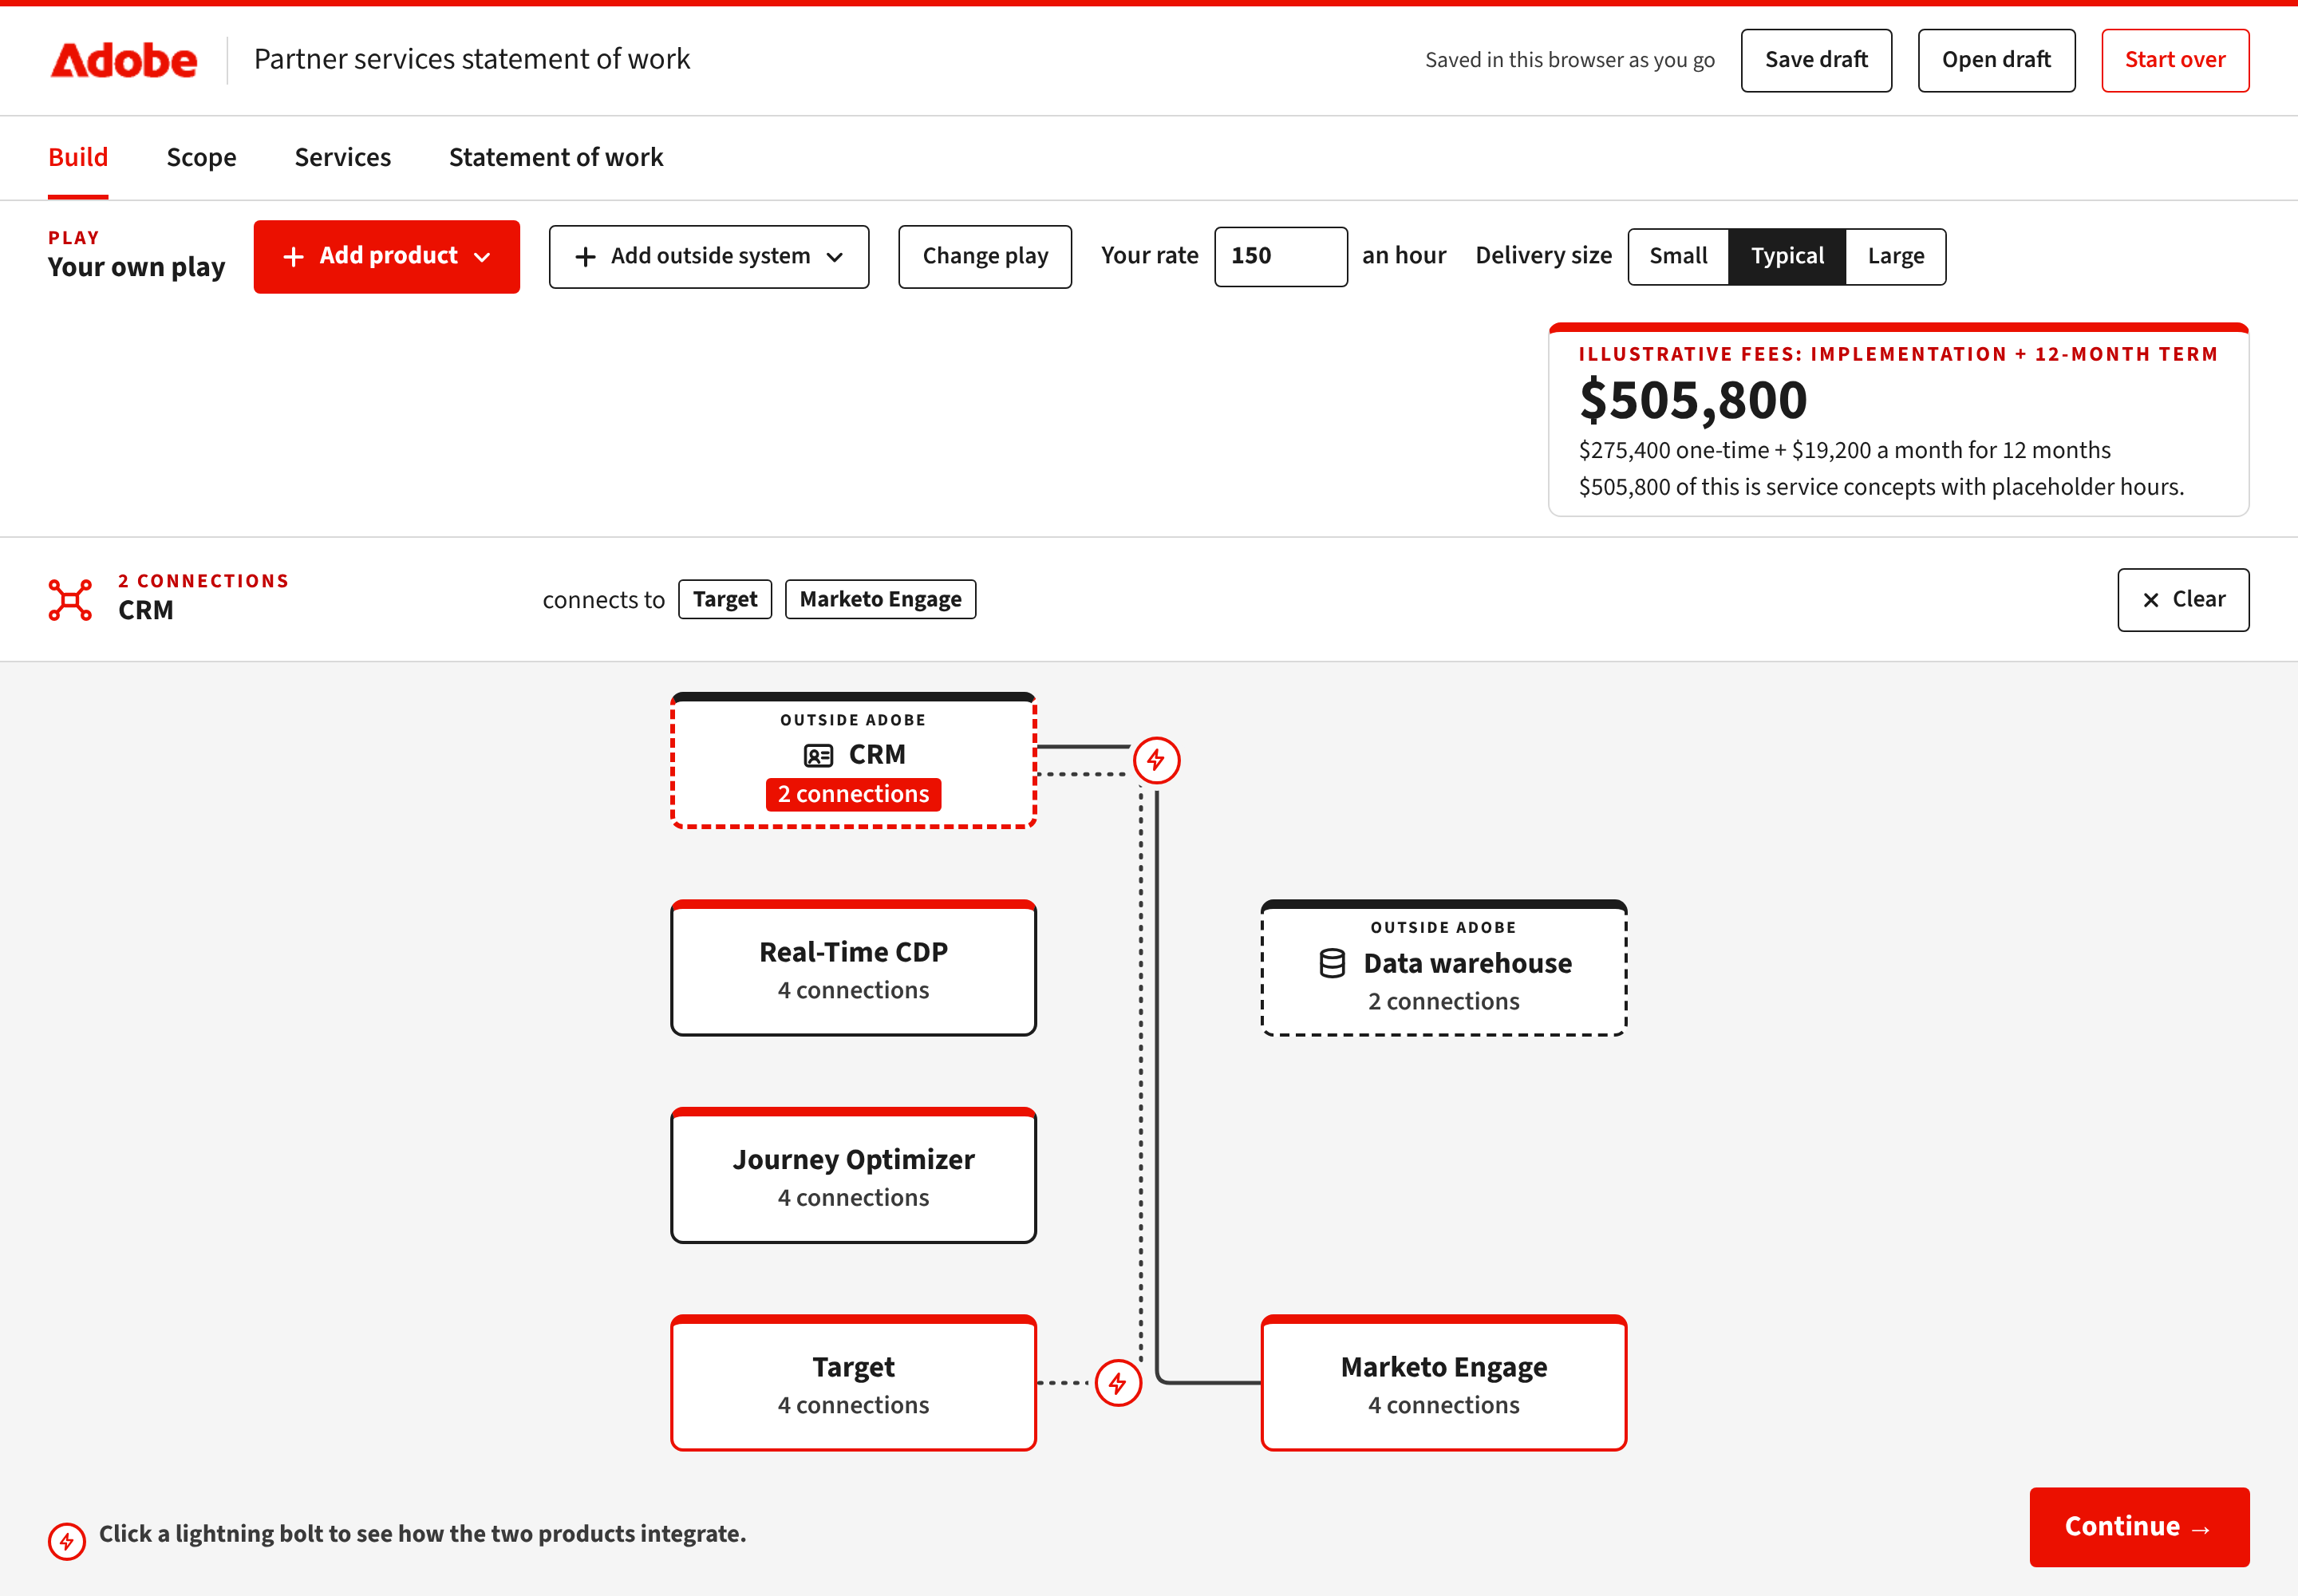 Adobe
Partner services statement of work
Saved in this browser as you go
Save draft
Open draft
Start over
Build
Scope
Services
Statement of work
PLAY
Your own play
+ Add product
+ Add outside system
Change play
Your rate
150
an hour
Delivery size
Small
Typical
Large
ILLUSTRATIVE FEES: IMPLEMENTATION + 12-MONTH TERM
$505,800
$275,400 one-time + $19,200 a month for 12 months
$505,800 of this is service concepts with placeholder hours.
2 CONNECTIONS
CRM
connects to
Target
Marketo Engage
Clear
OUTSIDE ADOBE
CRM
2 connections
Real-Time CDP
4 connections
OUTSIDE ADOBE
Data warehouse
2 connections
Journey Optimizer
4 connections
Target
4 connections
Marketo Engage
4 connections
Click a lightning bolt to see how the two products integrate.
Continue →